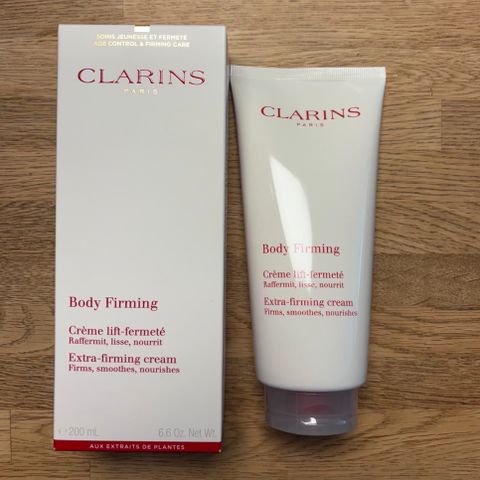 SOINS JEUNESSE ET FERMETÉ
AGE CONTROL & FIRMING CARE
CLARINS
PARIS
Body Firming
Crème lift-fermeté
Raffermit, lisse, nourrit
Extra-firming cream
Firms, smoothes, nourishes
℮ 200 mL 6.6 Oz. Net Wt.
AUX EXTRAITS DE PLANTES
CLARINS
PARIS
Body Firming
Crème lift-fermeté
Raffermit, lisse, nourrit
Extra-firming cream
Firms, smoothes, nourishes